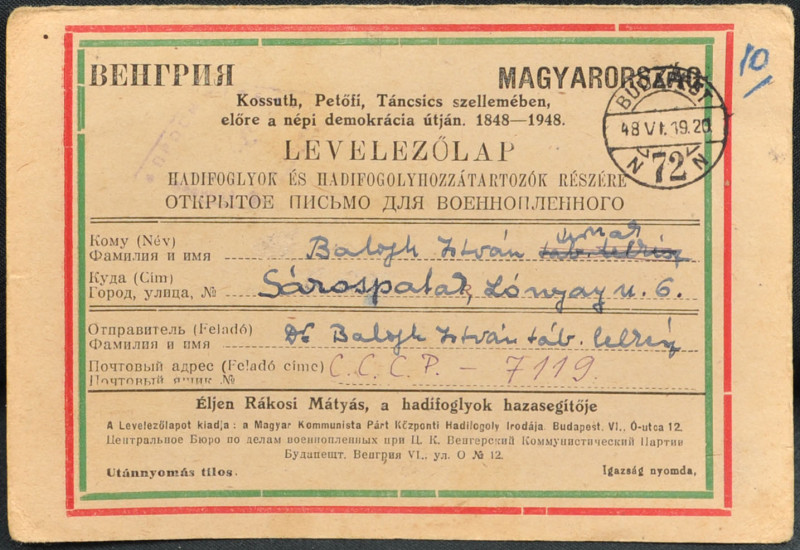 10
ВЕНГРИЯ MAGYARORSZÁG
BUDAPEST
48 VI. 19. 20
N 72 N
Kossuth, Petőfi, Táncsics szellemében,
előre a népi demokrácia útján. 1848—1948.
LEVELEZŐLAP
HADIFOGLYOK ÉS HADIFOGOLYHOZZÁTARTOZÓK RÉSZÉRE
ОТКРЫТОЕ ПИСЬМО ДЛЯ ВОЕННОПЛЕННОГО
Кому (Név)
Фамилия и имя Balogh István
Куда (Cím)
Город, улица, № Sárospatak, Lónyay u. 6.
Отправитель (Feladó)
Фамилия и имя Dr Balogh István táb. lelkész
Почтовый адрес (Feladó címe) C.C.C.P. - 7119.
Почтовый ящик №
Éljen Rákosi Mátyás, a hadifoglyok hazasegítője
A Levelezőlapot kiadja: a Magyar Kommunista Párt Központi Hadifogoly Irodája. Budapest, VI., Ó-utca 12.
Центральное Бюро по делам военнопленных при Ц. К. Венгерский Коммунистический Партии
Будапешт. Венгрия VI., ул. О № 12.
Utánnyomás tilos. Igazság nyomda,